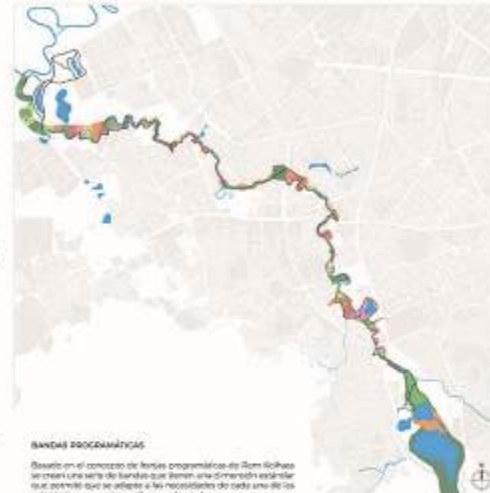 BANDAS PROGRAMÁTICAS
Basado en el concepto de franjas programáticas de Rem Kolhaas
se crean una serie de bandas que tienen una dimensión estándar
que permite que se adapte a las necesidades de cada una de las